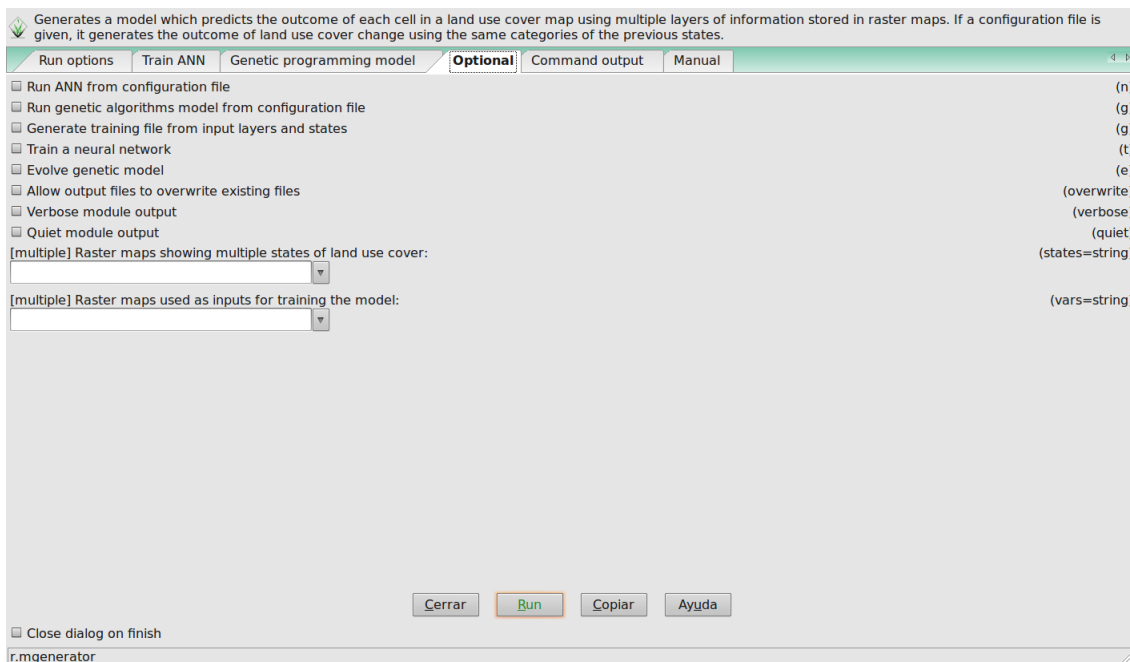 Generates a model which predicts the outcome of each cell in a land use cover map using multiple layers of information stored in raster maps. If a configuration file is
given, it generates the outcome of land use cover change using the same categories of the previous states.
Run options Train ANN Genetic programming model Optional Command output Manual
Run ANN from configuration file (n
Run genetic algorithms model from configuration file (g
Generate training file from input layers and states (g
Train a neural network (t
Evolve genetic model (e
Allow output files to overwrite existing files (overwrite
Verbose module output (verbose
Quiet module output (quiet
[multiple] Raster maps showing multiple states of land use cover: (states=string
[multiple] Raster maps used as inputs for training the model: (vars=string
Cerrar Run Copiar Ayuda
Close dialog on finish
r.mgenerator